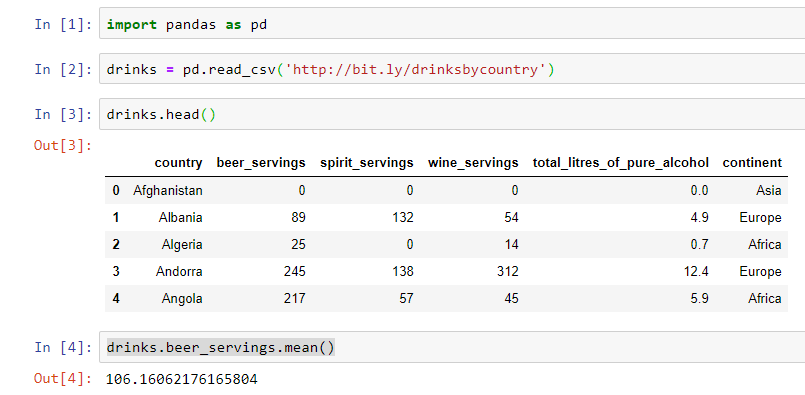 In [1]: import pandas as pd
In [2]: drinks = pd.read_csv('http://bit.ly/drinksbycountry')
In [3]: drinks.head()
Out[3]:
country beer_servings spirit_servings wine_servings total_litres_of_pure_alcohol continent
0 Afghanistan 0 0 0 0.0 Asia
1 Albania 89 132 54 4.9 Europe
2 Algeria 25 0 14 0.7 Africa
3 Andorra 245 138 312 12.4 Europe
4 Angola 217 57 45 5.9 Africa
In [4]: drinks.beer_servings.mean()
Out[4]: 106.16062176165804